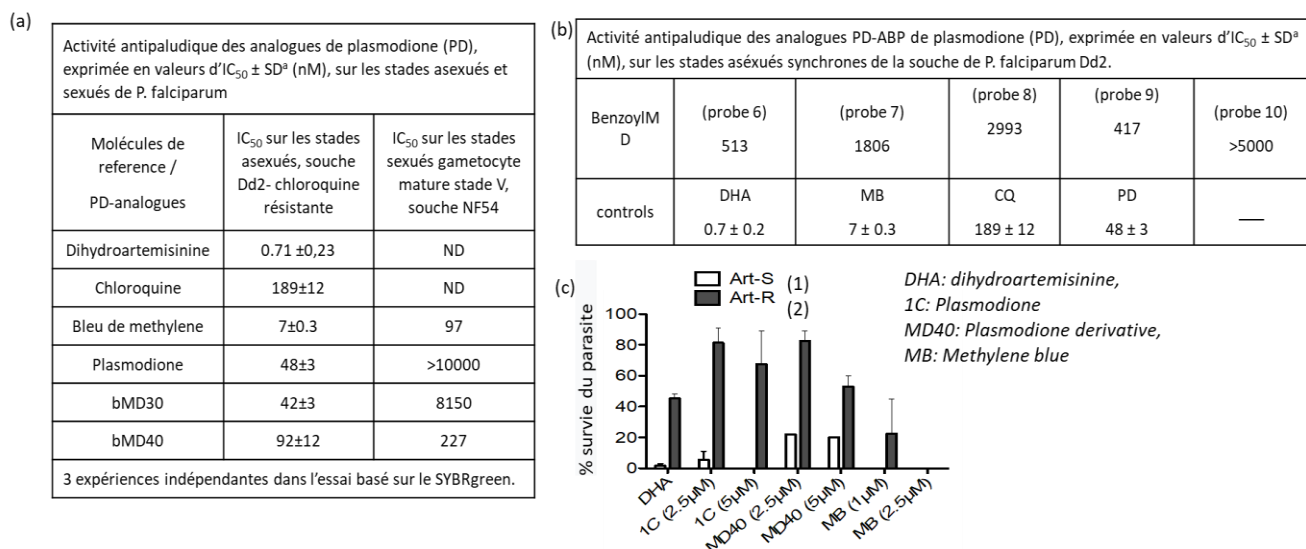 (a)
Activité antipaludique des analogues de plasmodione (PD),
exprimée en valeurs d'IC50 ± SDᵃ (nM), sur les stades asexués et
sexués de P. falciparum
Molécules de
reference /
PD-analogues
IC50 sur les stades
asexués, souche
Dd2- chloroquine
résistante
IC50 sur les stades
sexués gametocyte
mature stade V,
souche NF54
Dihydroartemisinine 0.71 ±0,23 ND
Chloroquine 189±12 ND
Bleu de methylene 7±0.3 97
Plasmodione 48±3 >10000
bMD30 42±3 8150
bMD40 92±12 227
3 expériences indépendantes dans l'essai basé sur le SYBRgreen.
(b)
Activité antipaludique des analogues PD-ABP de plasmodione (PD), exprimée en valeurs d'IC50 ± SDᵃ
(nM), sur les stades aséxués synchrones de la souche de P. falciparum Dd2.
BenzoylM
D
(probe 6) (probe 7) (probe 8) (probe 9) (probe 10)
513 1806 2993 417 >5000
controls
DHA MB CQ PD —
0.7 ± 0.2 7 ± 0.3 189 ± 12 48 ± 3
(c)
Art-S (1)
Art-R (2)
% survie du parasite
100
80
60
40
20
0
DHA
1C (2.5µM)
1C (5µM)
MD40 (2.5µM)
MD40 (5µM)
MB (1µM)
MB (2.5µM)
DHA: dihydroartemisinine,
1C: Plasmodione
MD40: Plasmodione derivative,
MB: Methylene blue